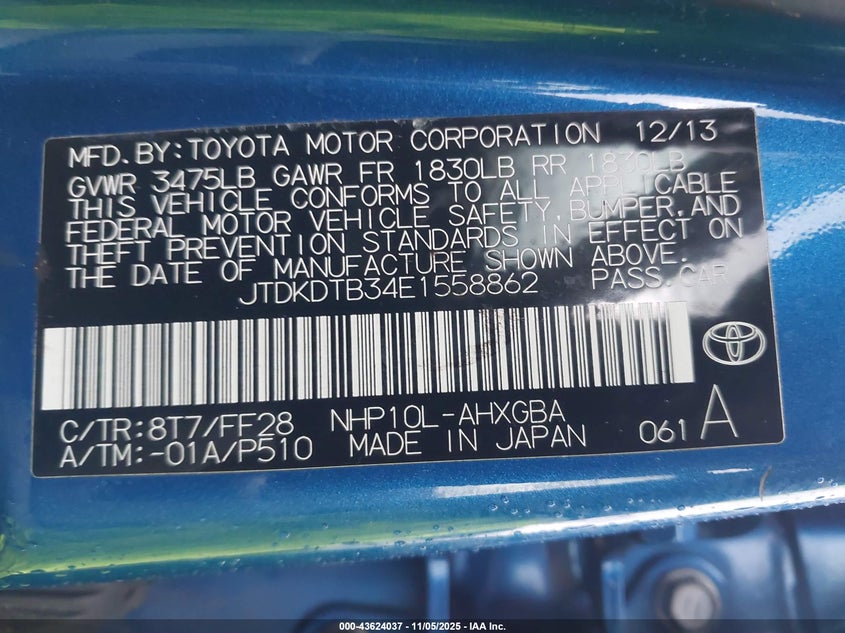 MFD. BY: TOYOTA MOTOR CORPORATION 12/13
GVWR 3475LB GAWR FR 1830LB RR 1830LB
THIS VEHICLE CONFORMS TO ALL APPLICABLE
FEDERAL MOTOR VEHICLE SAFETY, BUMPER, AND
THEFT PREVENTION STANDARDS IN EFFECT ON
THE DATE OF MANUFACTURE SHOWN ABOVE.
JTDKDTB34E1558862 PASS. CAR
C/TR: 8T7/FF28 NHP10L-AHXGBA
A/TM: -01A/P510 MADE IN JAPAN 061 A
000-43624037 - 11/05/2025 - IAA Inc.